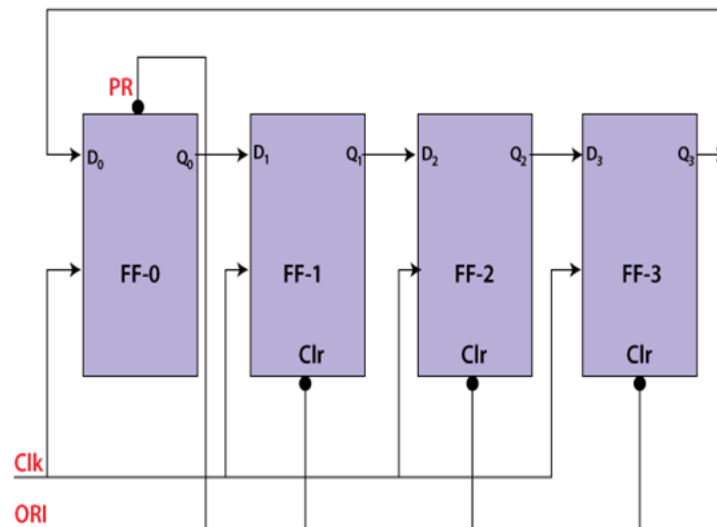 PR
D₀ Q₀ D₁ Q₁ D₂ Q₂ D₃ Q₃
FF-0 FF-1 FF-2 FF-3
Clr Clr Clr
Clk
ORI